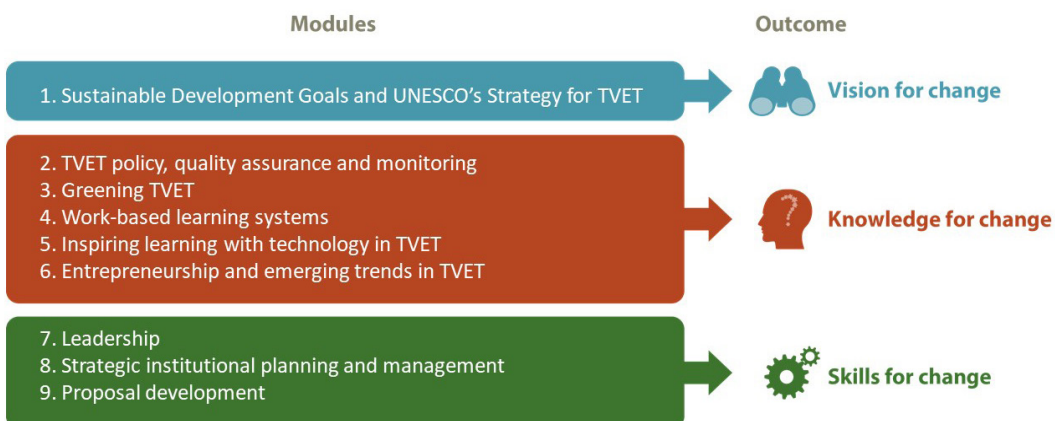 Modules
Outcome
1. Sustainable Development Goals and UNESCO's Strategy for TVET
Vision for change
2. TVET policy, quality assurance and monitoring
3. Greening TVET
4. Work-based learning systems
5. Inspiring learning with technology in TVET
6. Entrepreneurship and emerging trends in TVET
?
Knowledge for change
7. Leadership
8. Strategic institutional planning and management
9. Proposal development
Skills for change